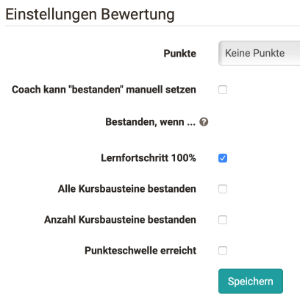 Einstellungen Bewertung
Punkte Keine Punkte
Coach kann "bestanden" manuell setzen
Bestanden, wenn ... ?
Lernfortschritt 100%
Alle Kursbausteine bestanden
Anzahl Kursbausteine bestanden
Punkteschwelle erreicht
Speichern